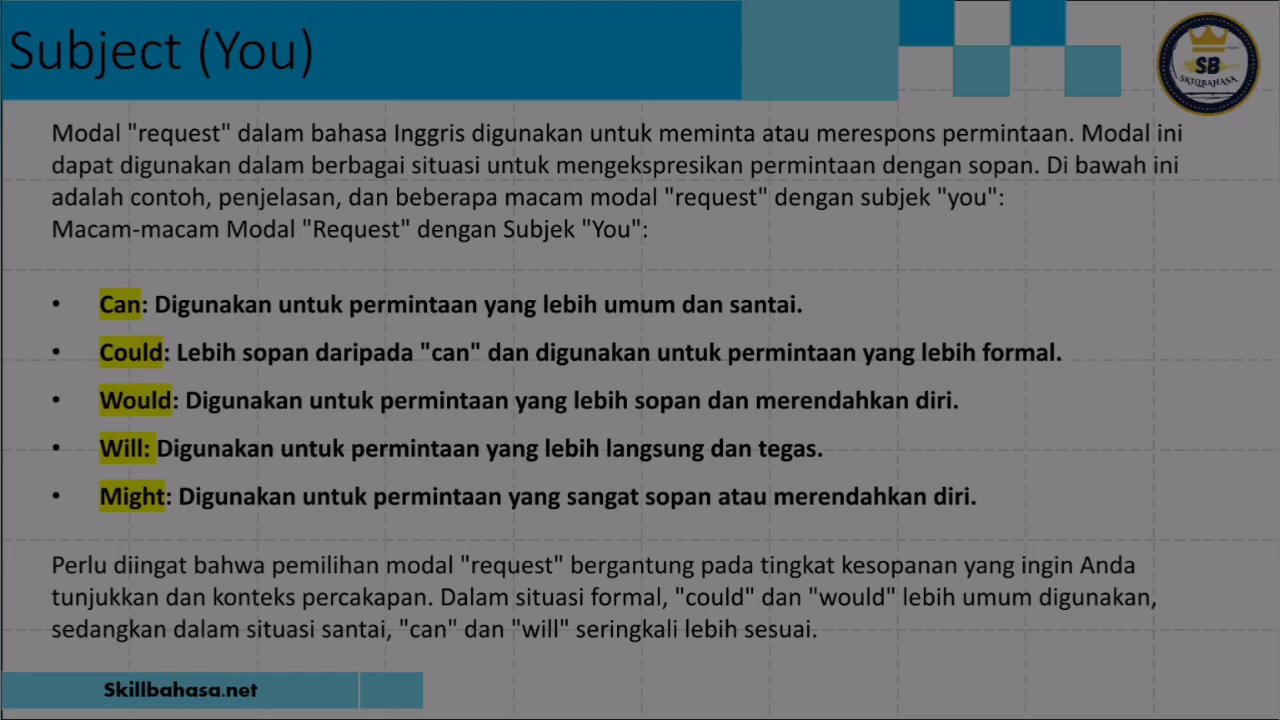 Subject (You)
SB
SKILLBAHASA
Modal "request" dalam bahasa Inggris digunakan untuk meminta atau merespons permintaan. Modal ini
dapat digunakan dalam berbagai situasi untuk mengekspresikan permintaan dengan sopan. Di bawah ini
adalah contoh, penjelasan, dan beberapa macam modal "request" dengan subjek "you":
Macam-macam Modal "Request" dengan Subjek "You":
• Can: Digunakan untuk permintaan yang lebih umum dan santai.
• Could: Lebih sopan daripada "can" dan digunakan untuk permintaan yang lebih formal.
• Would: Digunakan untuk permintaan yang lebih sopan dan merendahkan diri.
• Will: Digunakan untuk permintaan yang lebih langsung dan tegas.
• Might: Digunakan untuk permintaan yang sangat sopan atau merendahkan diri.
Perlu diingat bahwa pemilihan modal "request" bergantung pada tingkat kesopanan yang ingin Anda
tunjukkan dan konteks percakapan. Dalam situasi formal, "could" dan "would" lebih umum digunakan,
sedangkan dalam situasi santai, "can" dan "will" seringkali lebih sesuai.
Skillbahasa.net